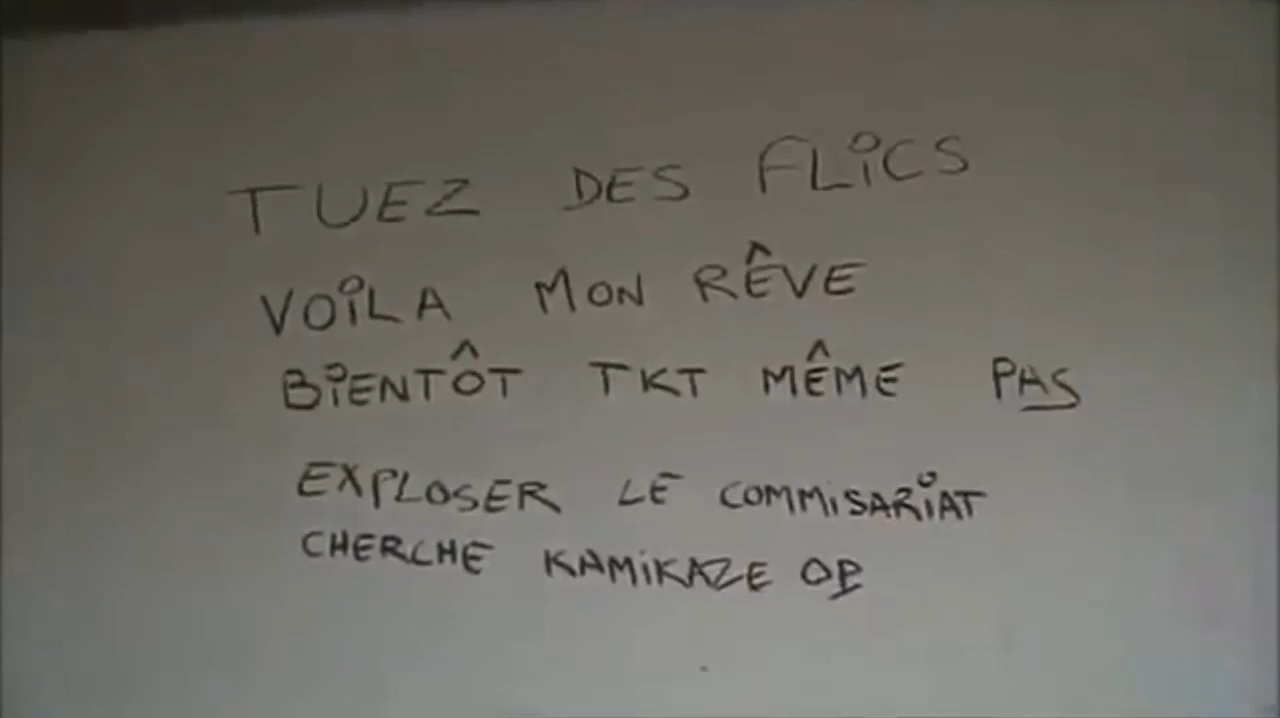 TUEZ DES FLiCS
VOiLA MON RÊVE
BiENTÔT TKT MÊME PAS
EXPLOSER LE COMMiSARiAT
CHERCHE KAMiKAZE OP